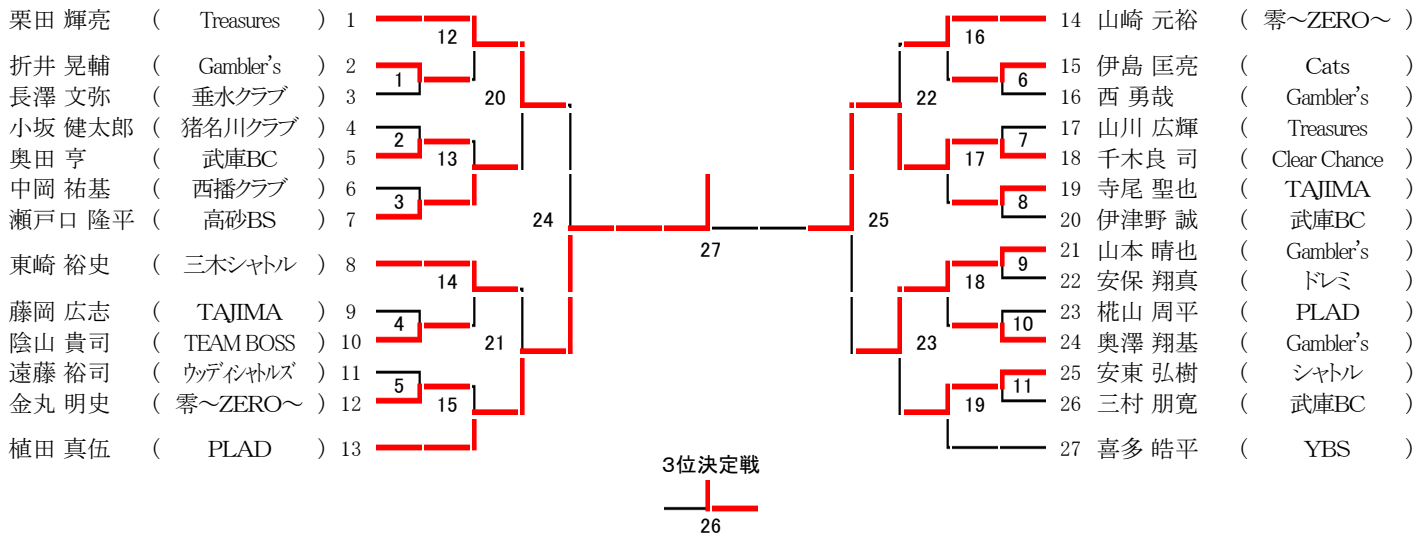 栗田 輝亮 ( Treasures ) 1
折井 晃輔 ( Gambler's ) 2
長澤 文弥 ( 垂水クラブ ) 3
小坂 健太郎 ( 猪名川クラブ ) 4
奥田 亨 ( 武庫BC ) 5
中岡 祐基 ( 西播クラブ ) 6
瀬戸口 隆平 ( 高砂BS ) 7
東崎 裕史 ( 三木シャトル ) 8
藤岡 広志 ( TAJIMA ) 9
陰山 貴司 ( TEAM BOSS ) 10
遠藤 裕司 ( ウッディシャトルズ ) 11
金丸 明史 ( 零～ZERO～ ) 12
植田 真伍 ( PLAD ) 13
1
2
3
4
5
12
13
14
15
20
21
24
27
3位決定戦
26
25
22
23
16
17
18
19
6
7
8
9
10
11
14 山崎 元裕 ( 零～ZERO～ )
15 伊島 匡亮 ( Cats )
16 西 勇哉 ( Gambler's )
17 山川 広輝 ( Treasures )
18 千木良 司 ( Clear Chance )
19 寺尾 聖也 ( TAJIMA )
20 伊津野 誠 ( 武庫BC )
21 山本 晴也 ( Gambler's )
22 安保 翔真 ( ドレミ )
23 椛山 周平 ( PLAD )
24 奥澤 翔基 ( Gambler's )
25 安東 弘樹 ( シャトル )
26 三村 朋寛 ( 武庫BC )
27 喜多 皓平 ( YBS )